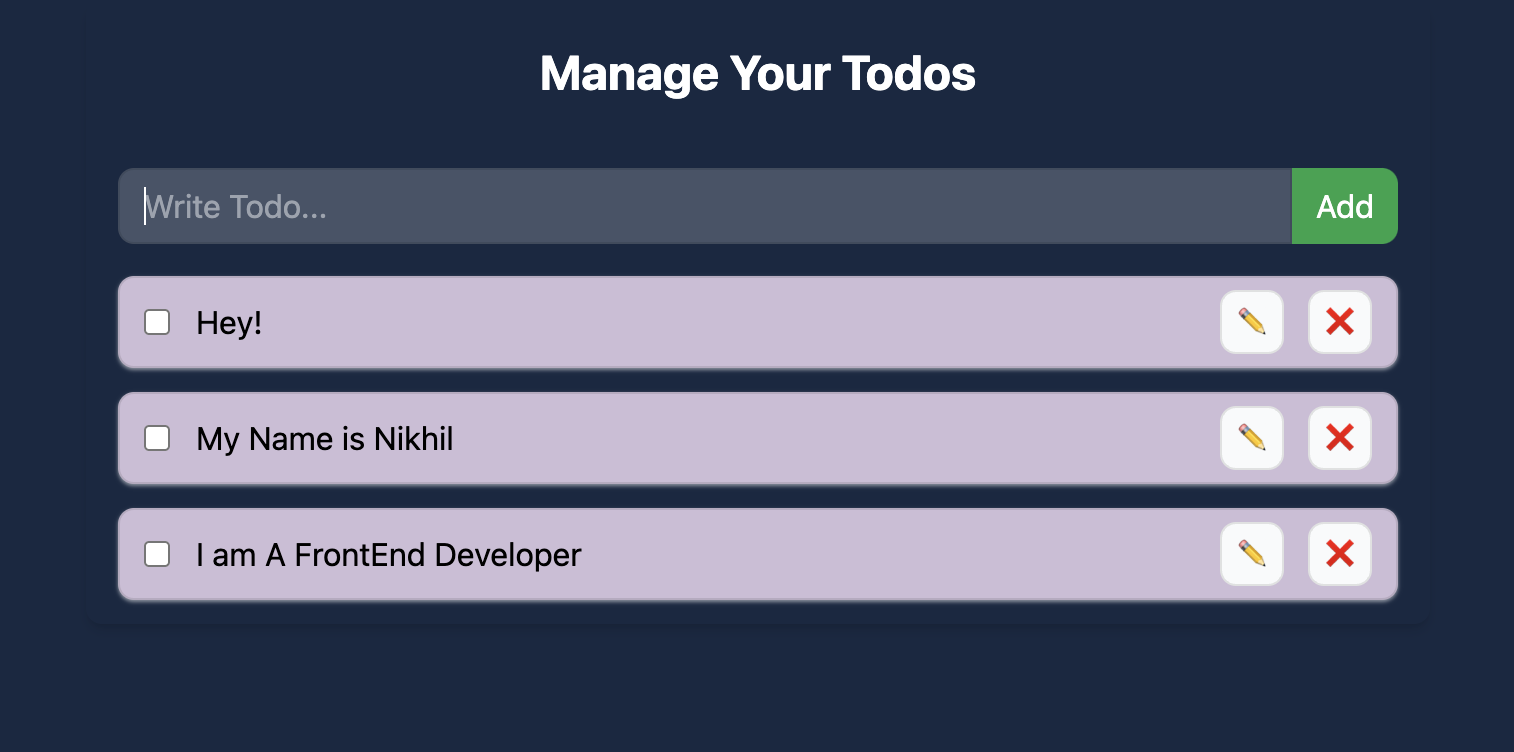 Manage Your Todos
Write Todo...
Add
Hey!
My Name is Nikhil
I am A FrontEnd Developer